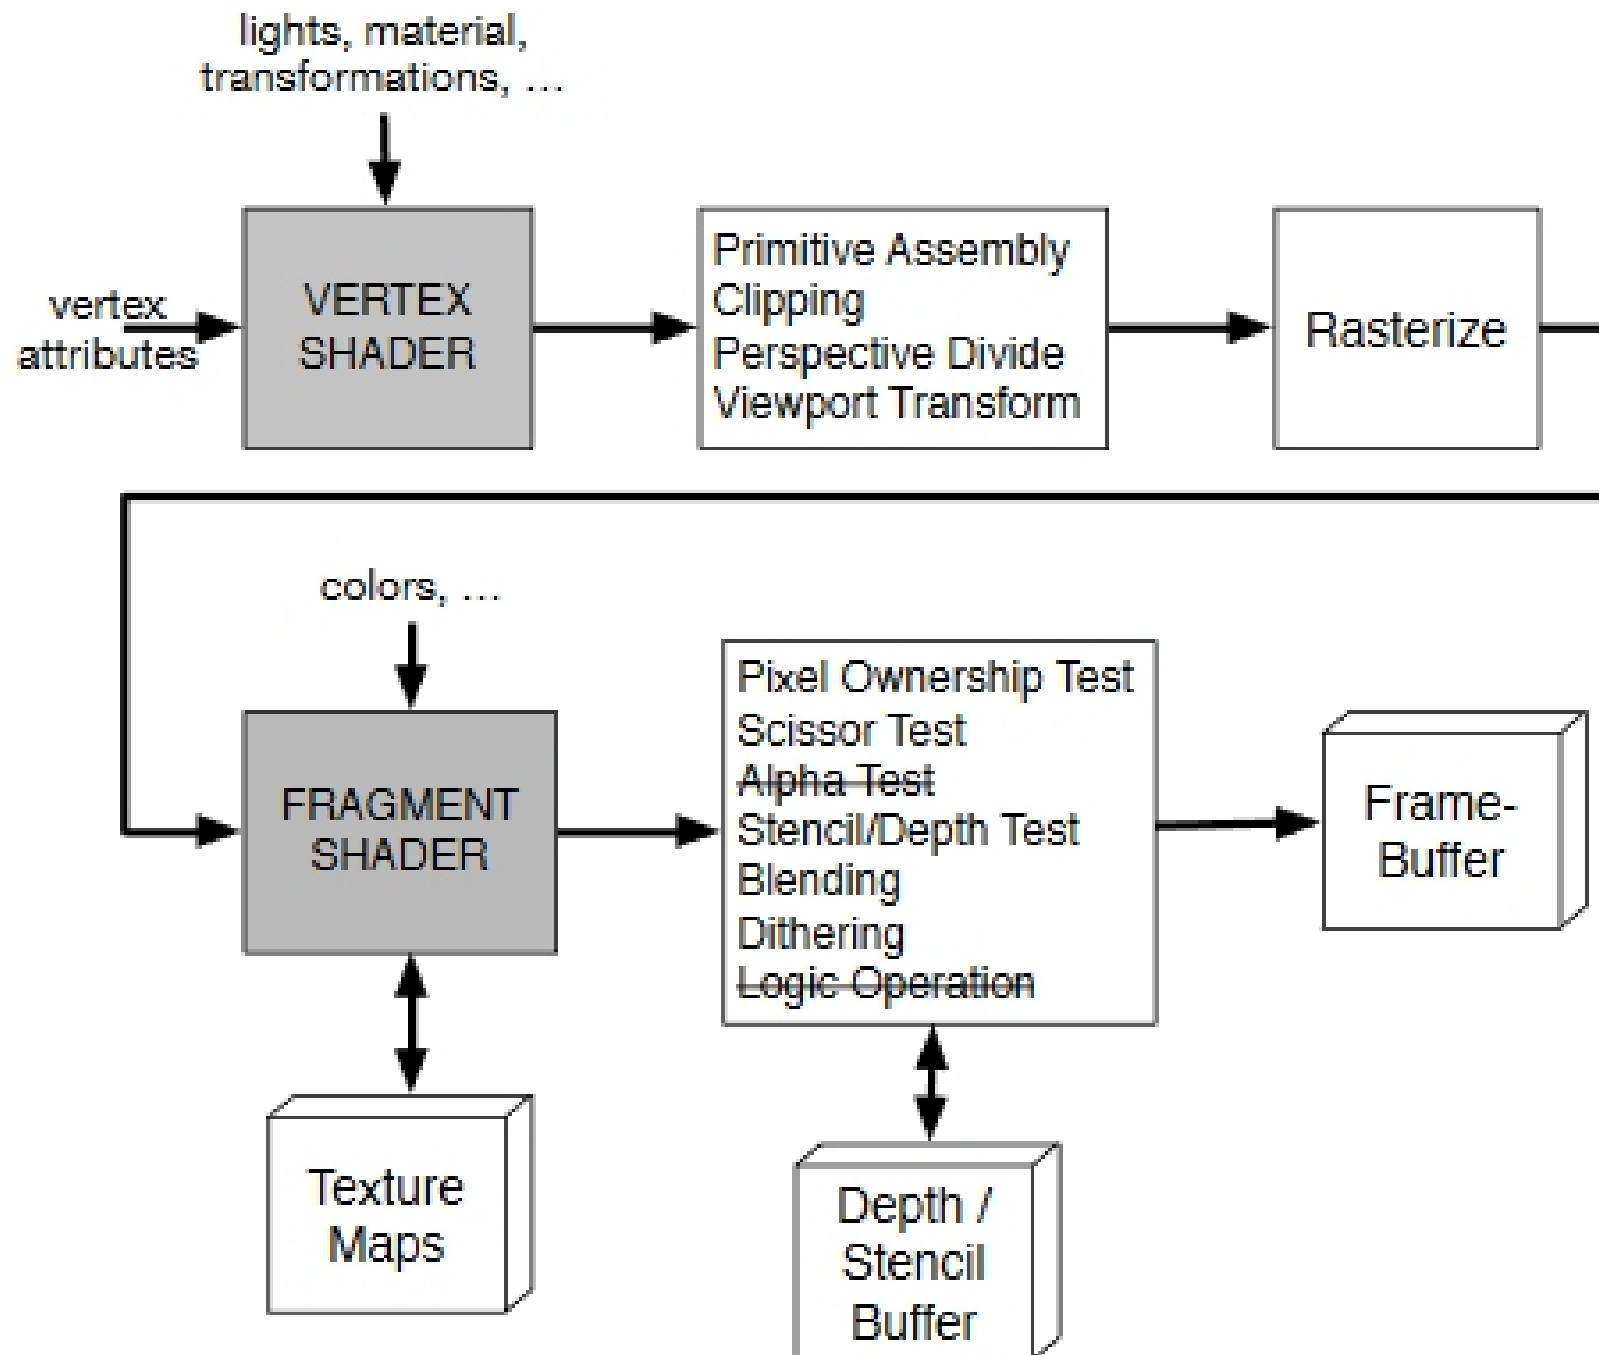 lights, material,
transformations, ...
vertex
attributes
VERTEX
SHADER
Primitive Assembly
Clipping
Perspective Divide
Viewport Transform
Rasterize
colors, ...
FRAGMENT
SHADER
Pixel Ownership Test
Scissor Test
Alpha Test
Stencil/Depth Test
Blending
Dithering
Logic Operation
Frame-
Buffer
Texture
Maps
Depth /
Stencil
Buffer